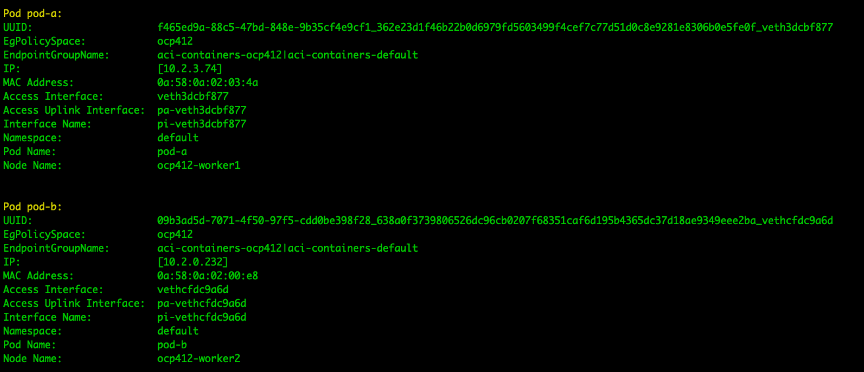 Pod pod-a:
UUID: f465ed9a-88c5-47bd-848e-9b35cf4e9cf1_362e23d1f46b22b0d6979fd5603499f4cef7c77d51d0c8e9281e8306b0e5fe0f_veth3dcbf877
EgPolicySpace: ocp412
EndpointGroupName: aci-containers-ocp412!aci-containers-default
IP: [10.2.3.74]
MAC Address: 0a:58:0a:02:03:4a
Access Interface: veth3dcbf877
Access Uplink Interface: pa-veth3dcbf877
Interface Name: pi-veth3dcbf877
Namespace: default
Pod Name: pod-a
Node Name: ocp412-worker1
Pod pod-b:
UUID: 09b3ad5d-7071-4f50-97f5-cdd0be398f28_638a0f3739806526dc96cb0207f68351caf6d195b4365dc37d18ae9349eee2ba_vethcfdc9a6d
EgPolicySpace: ocp412
EndpointGroupName: aci-containers-ocp412!aci-containers-default
IP: [10.2.0.232]
MAC Address: 0a:58:0a:02:00:e8
Access Interface: vethcfdc9a6d
Access Uplink Interface: pa-vethcfdc9a6d
Interface Name: pi-vethcfdc9a6d
Namespace: default
Pod Name: pod-b
Node Name: ocp412-worker2